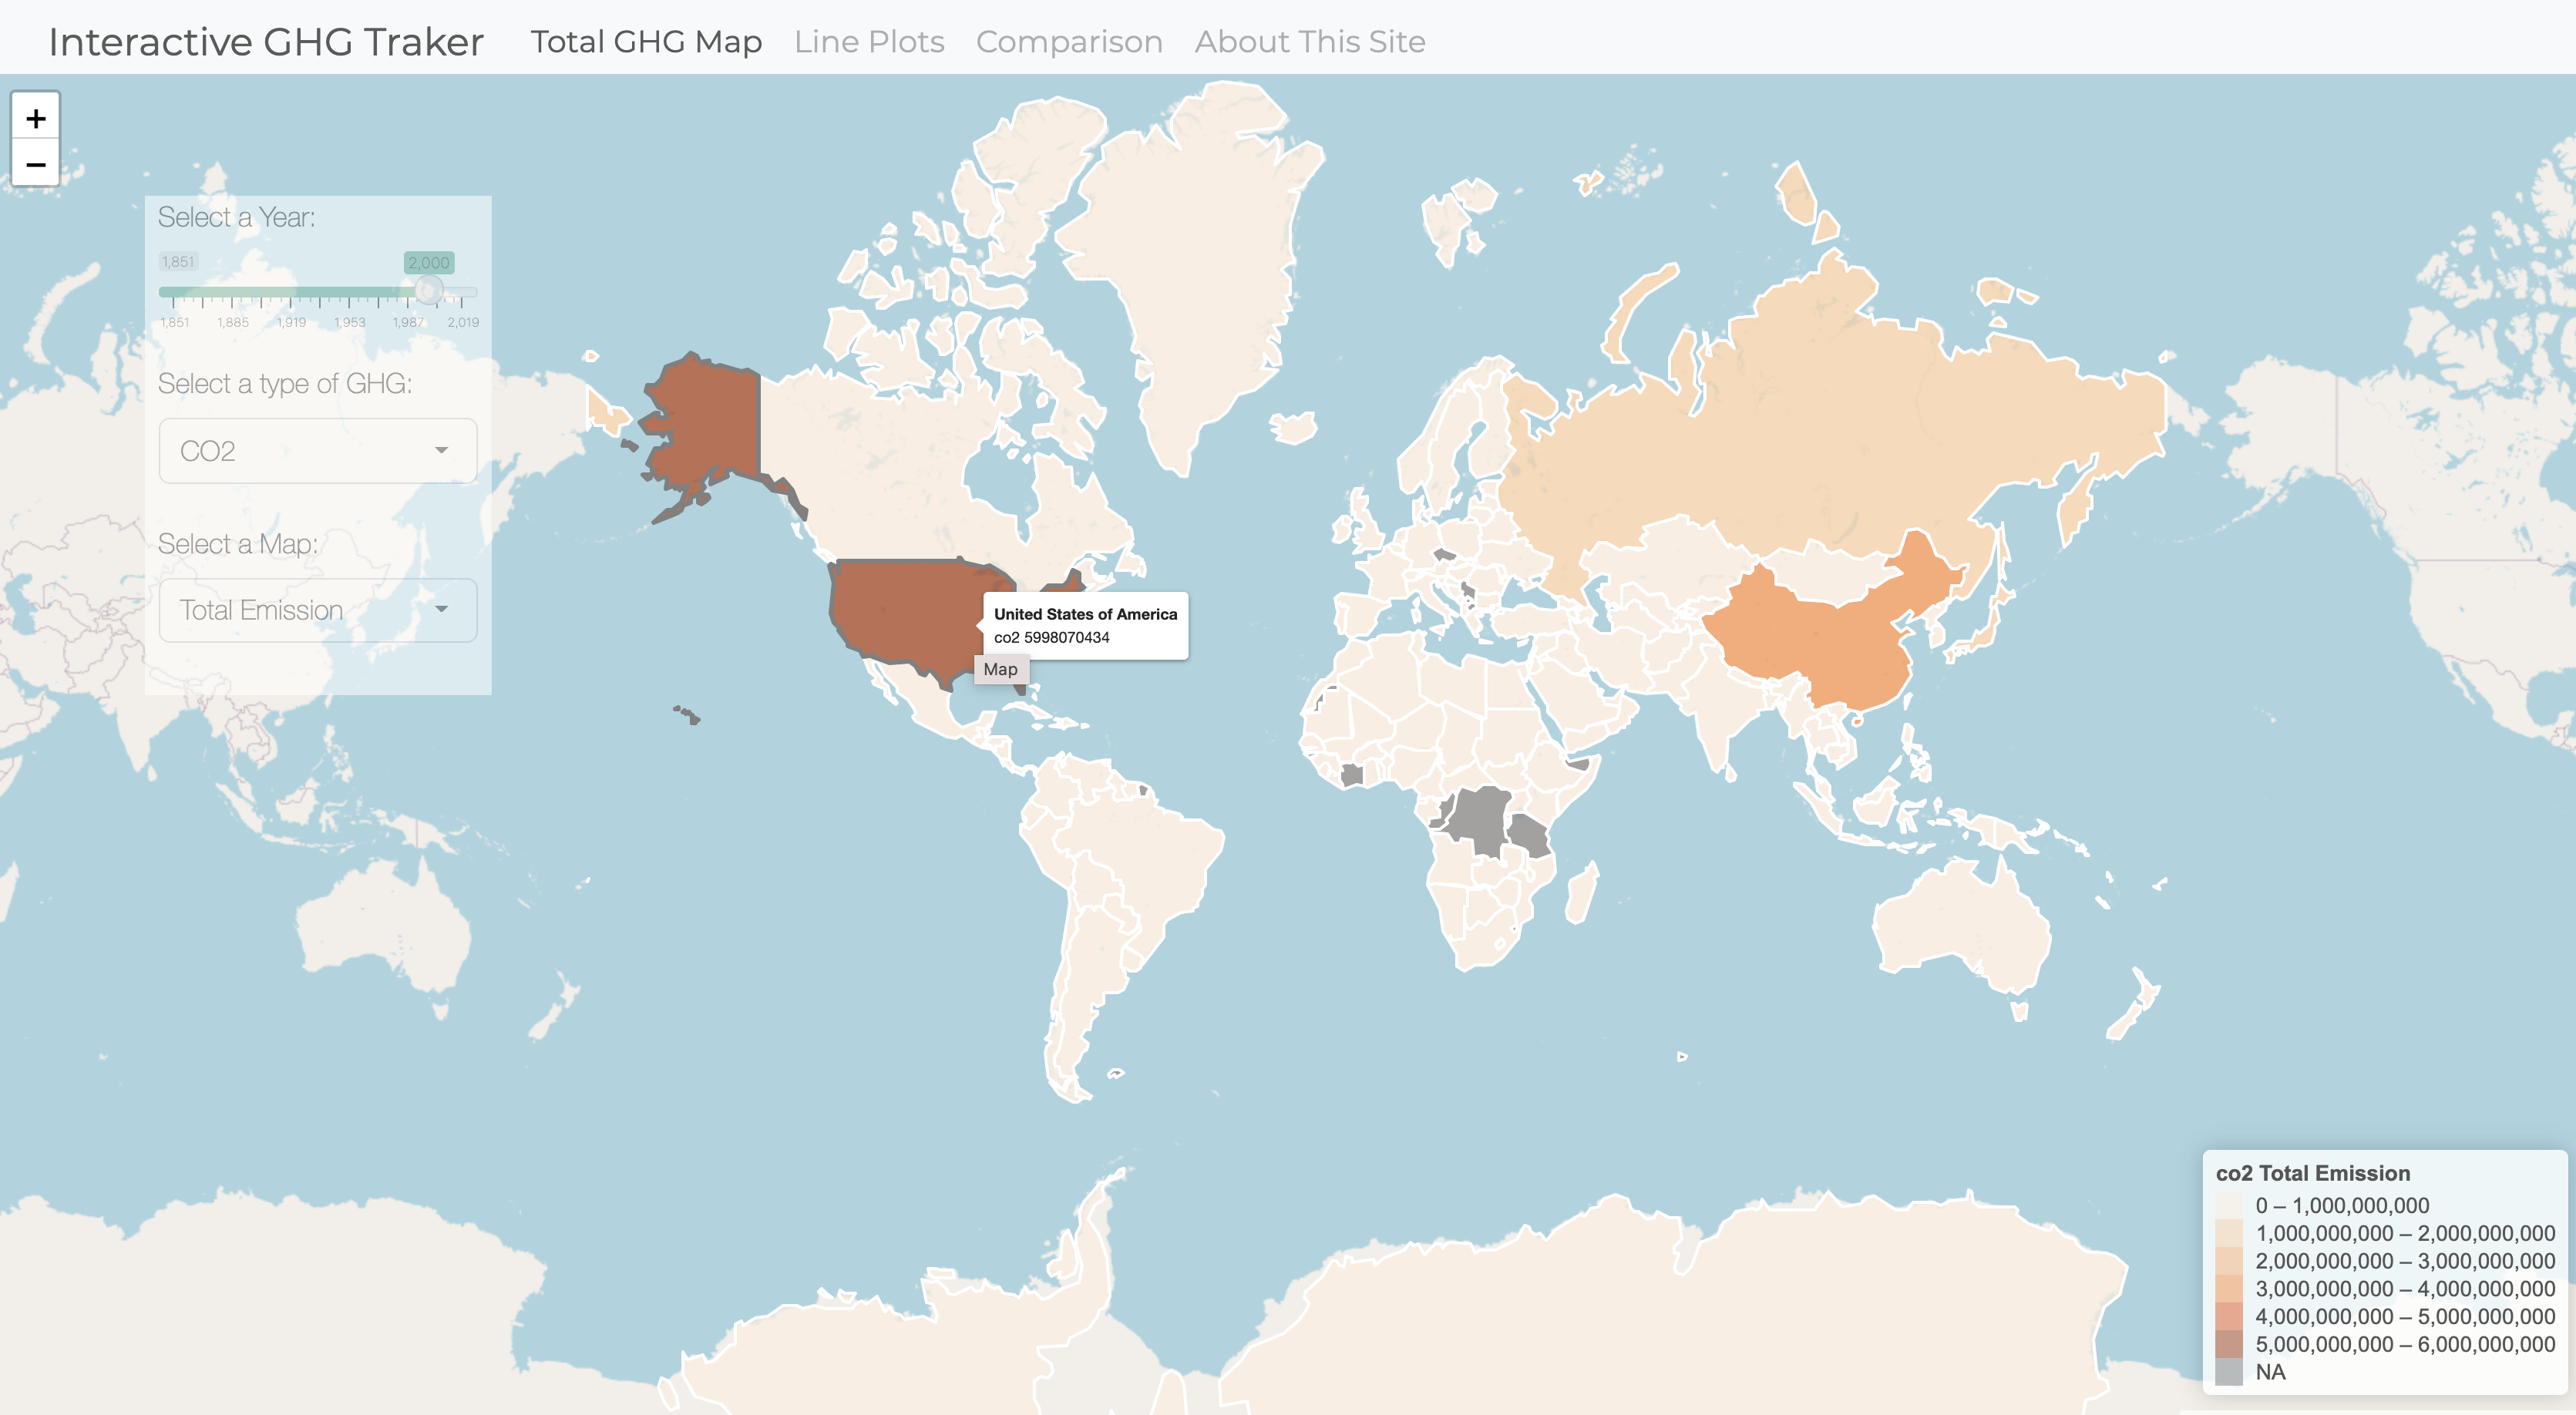 Interactive GHG Traker Total GHG Map Line Plots Comparison About This Site
+
−
Select a Year:
1,851 2,000
1,851 1,885 1,919 1,953 1,987 2,019
Select a type of GHG:
CO2
Select a Map:
Total Emission
United States of America
co2 5998070434
Map
co2 Total Emission
0 – 1,000,000,000
1,000,000,000 – 2,000,000,000
2,000,000,000 – 3,000,000,000
3,000,000,000 – 4,000,000,000
4,000,000,000 – 5,000,000,000
5,000,000,000 – 6,000,000,000
NA